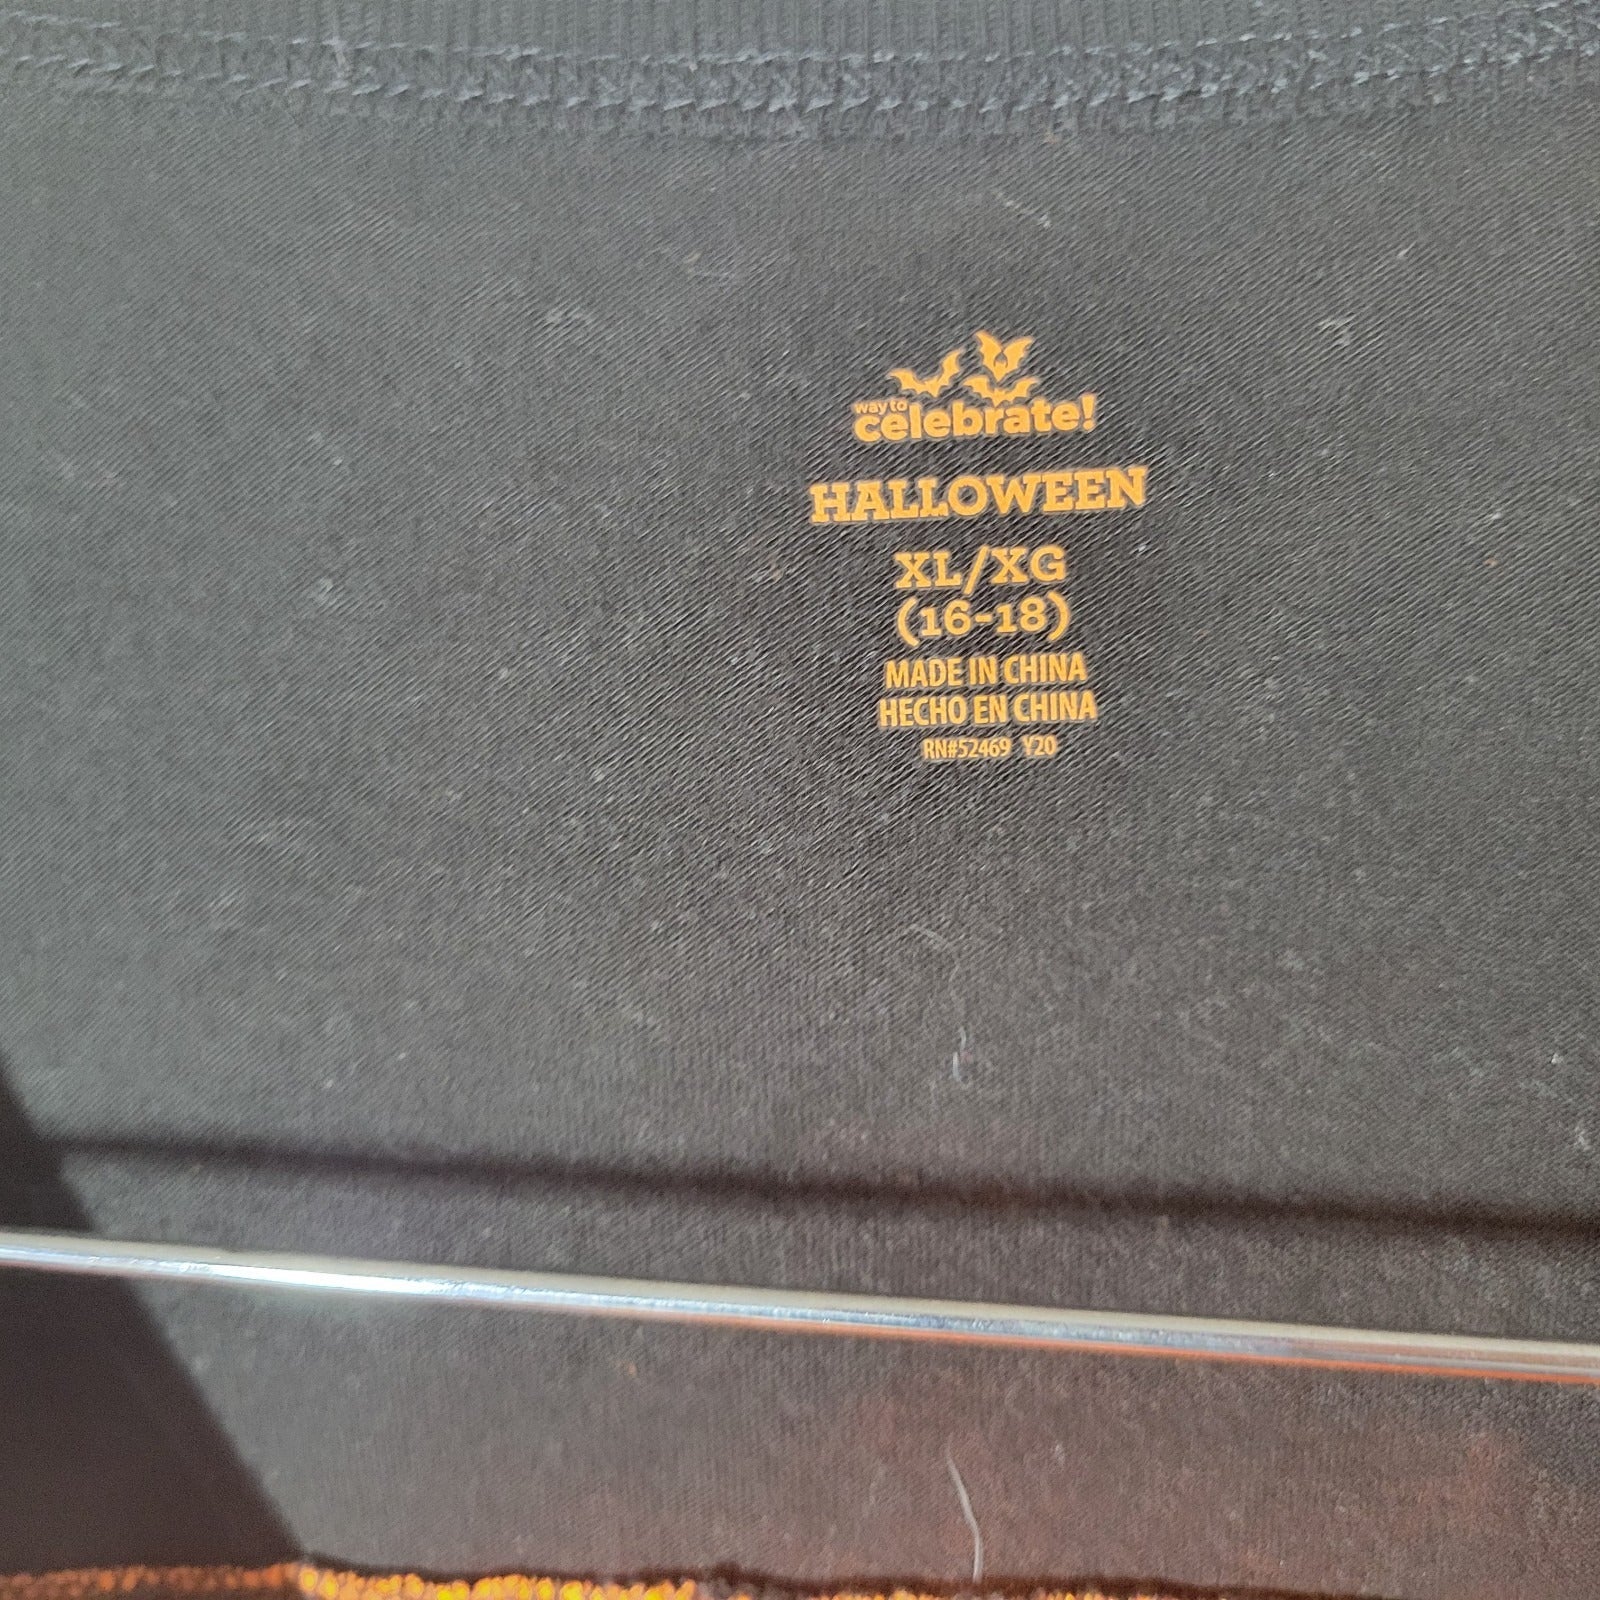 way to
celebrate!
HALLOWEEN
XL/XG
(16-18)
MADE IN CHINA
HECHO EN CHINA
RN#52469 Y20